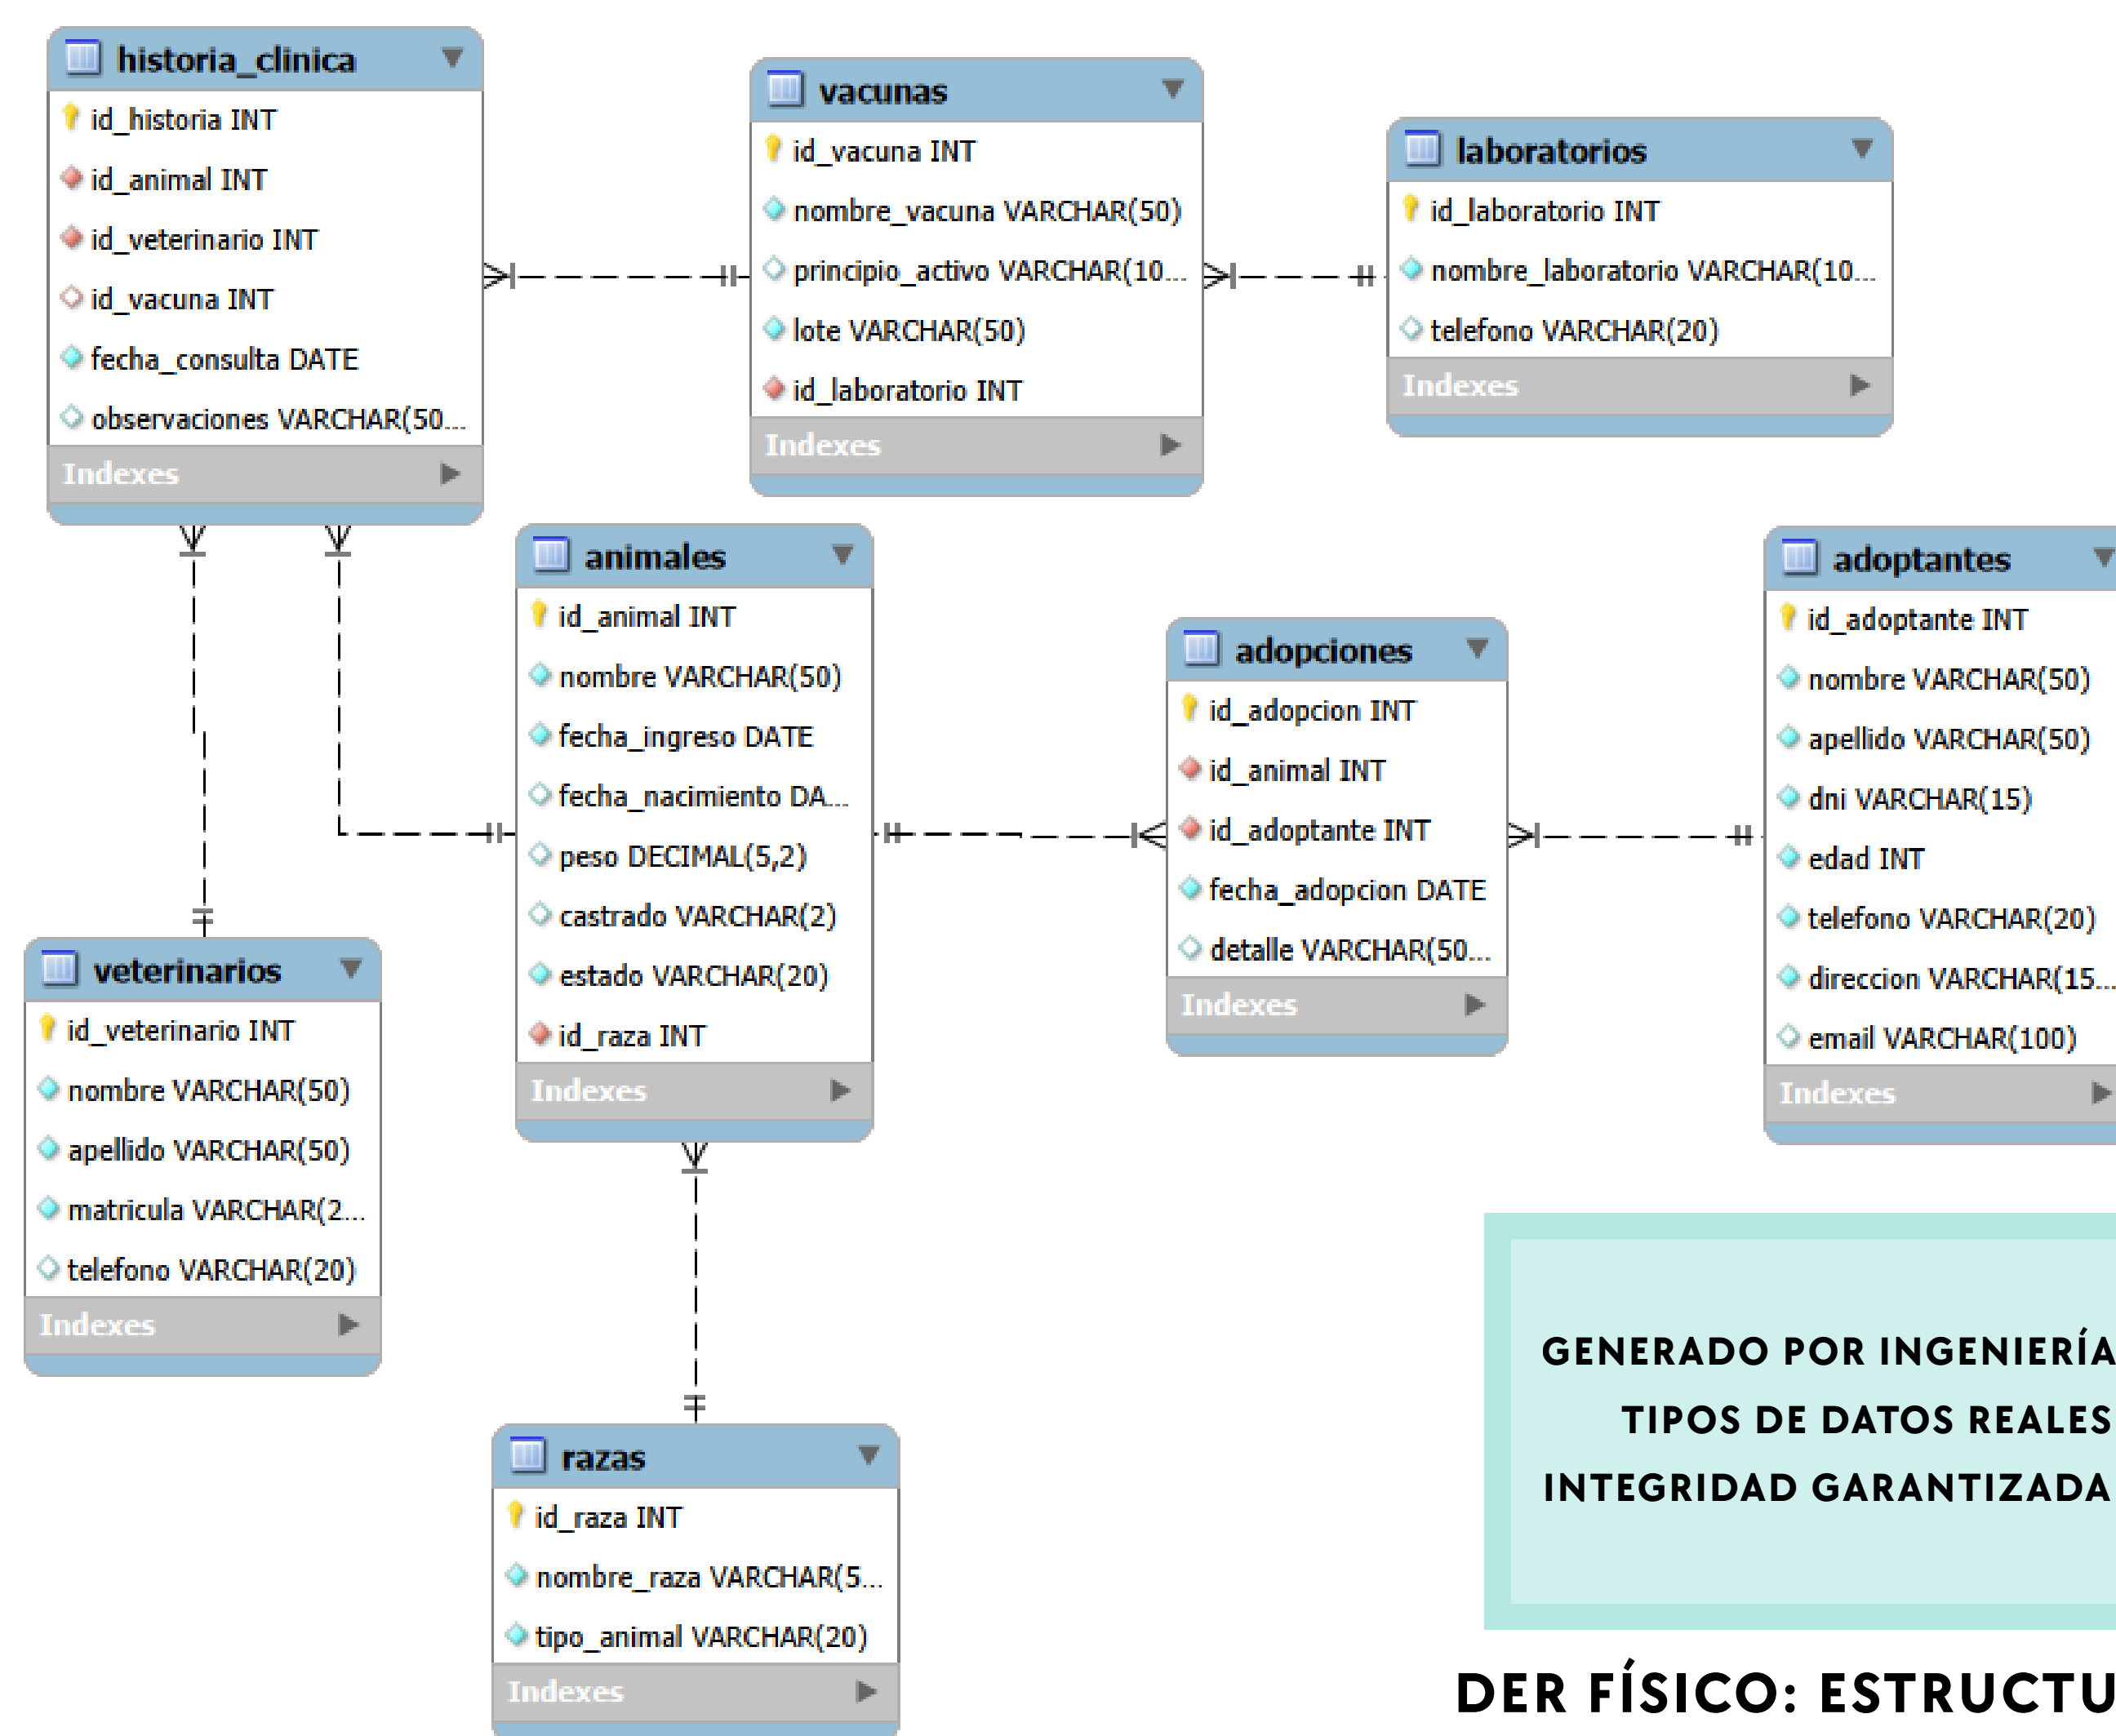 historia_clinica
id_historia INT
id_animal INT
id_veterinario INT
id_vacuna INT
fecha_consulta DATE
observaciones VARCHAR(50...
Indexes
vacunas
id_vacuna INT
nombre_vacuna VARCHAR(50)
principio_activo VARCHAR(10...
lote VARCHAR(50)
id_laboratorio INT
Indexes
laboratorios
id_laboratorio INT
nombre_laboratorio VARCHAR(10...
telefono VARCHAR(20)
Indexes
animales
id_animal INT
nombre VARCHAR(50)
fecha_ingreso DATE
fecha_nacimiento DA...
peso DECIMAL(5,2)
castrado VARCHAR(2)
estado VARCHAR(20)
id_raza INT
Indexes
adopciones
id_adopcion INT
id_animal INT
id_adoptante INT
fecha_adopcion DATE
detalle VARCHAR(50...
Indexes
adoptantes
id_adoptante INT
nombre VARCHAR(50)
apellido VARCHAR(50)
dni VARCHAR(15)
edad INT
telefono VARCHAR(20)
direccion VARCHAR(15...
email VARCHAR(100)
Indexes
veterinarios
id_veterinario INT
nombre VARCHAR(50)
apellido VARCHAR(50)
matricula VARCHAR(2...
telefono VARCHAR(20)
Indexes
razas
id_raza INT
nombre_raza VARCHAR(5...
tipo_animal VARCHAR(20)
Indexes
GENERADO POR INGENIERÍA
TIPOS DE DATOS REALES
INTEGRIDAD GARANTIZADA
DER FÍSICO: ESTRUCTU